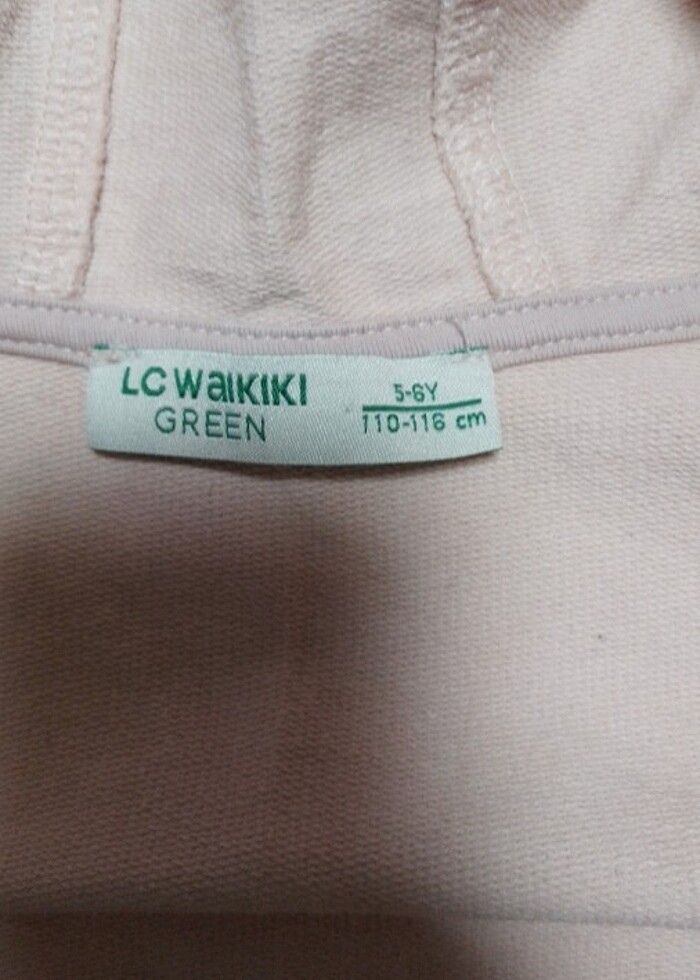 LC WaIKIKI
GREEN
5-6Y
110-116 cm